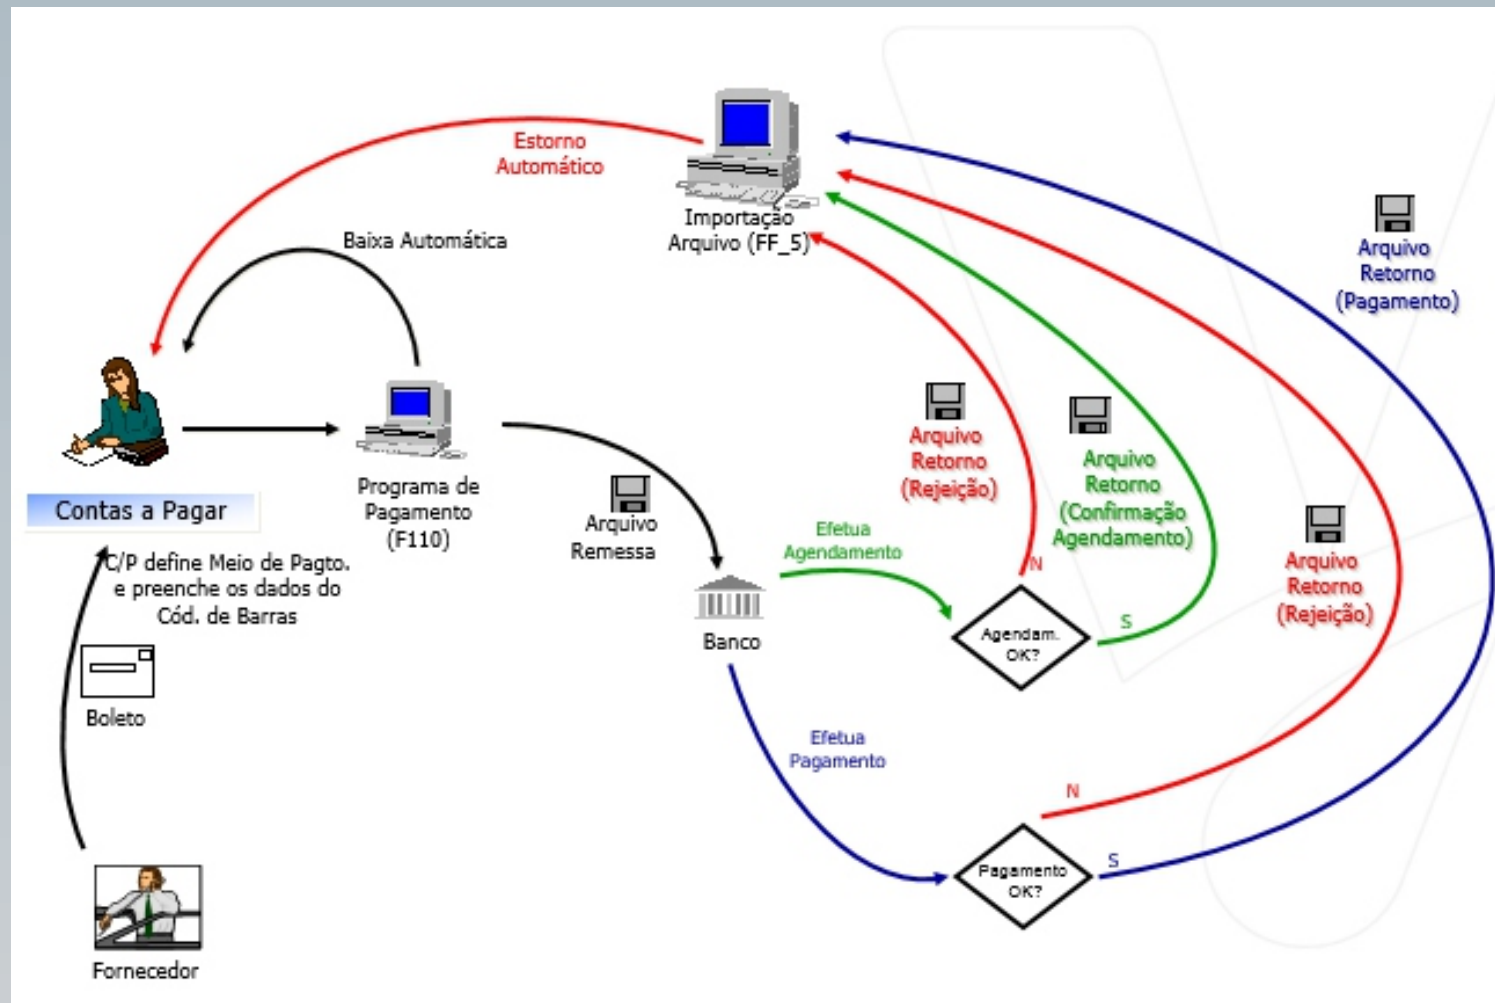 Estorno
Automático
Importação
Arquivo (FF_5)
Baixa Automática
Arquivo
Retorno
(Pagamento)
Contas a Pagar
C/P define Meio de Pagto.
e preenche os dados do
Cód. de Barras
Programa de
Pagamento
(F110)
Arquivo
Remessa
Arquivo
Retorno
(Rejeição)
Arquivo
Retorno
(Confirmação
Agendamento)
Arquivo
Retorno
(Rejeição)
Efetua
Agendamento
N
Agendam.
OK?
S
Banco
Boleto
Efetua
Pagamento
N
Pagamento
OK?
S
Fornecedor